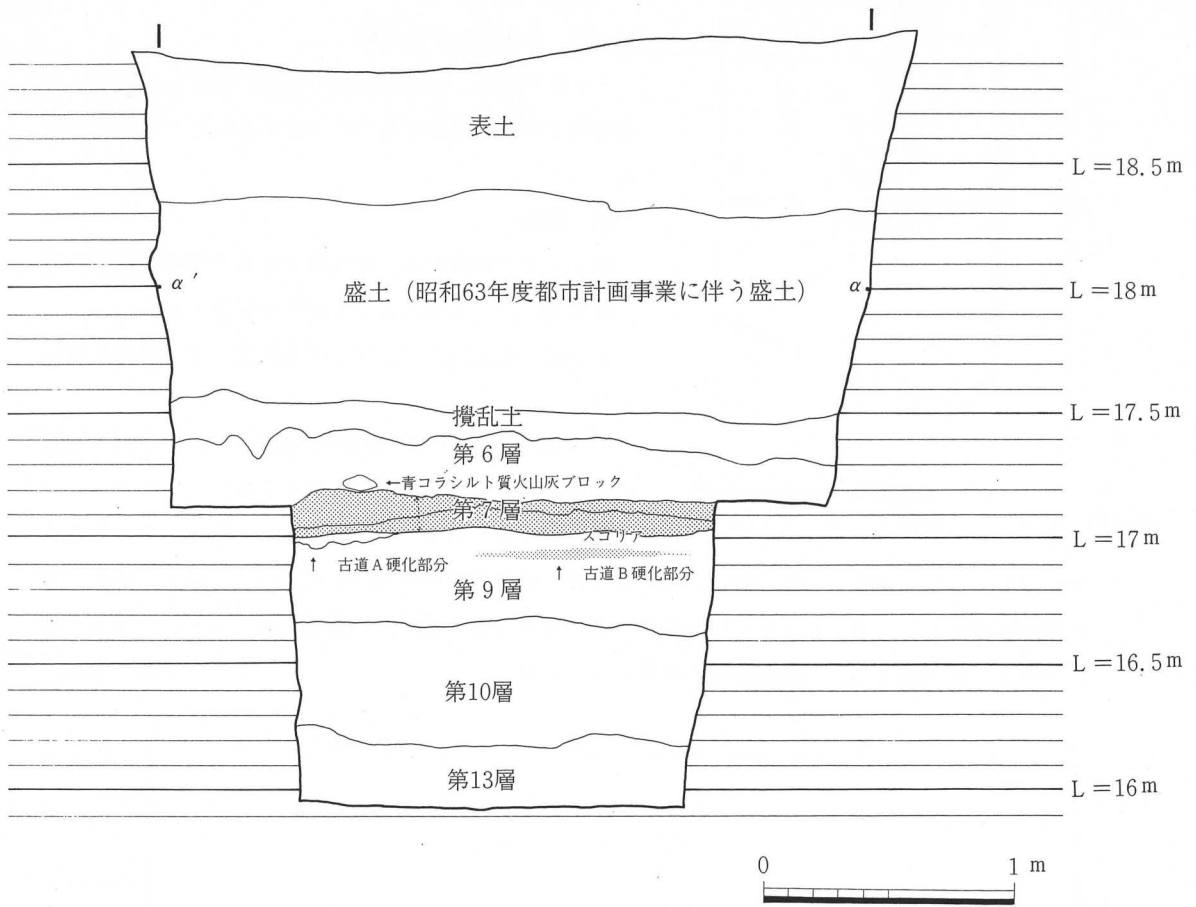 表土
L＝18.5m
α′
盛土（昭和63年度都市計画事業に伴う盛土）
α
L＝18m
攪乱土
L＝17.5m
第6層
←青コラシルト質火山灰ブロック
第7層
スコリア
L＝17m
↑ 古道A硬化部分
↑ 古道B硬化部分
第9層
L＝16.5m
第10層
第13層
L＝16m
0 1 m